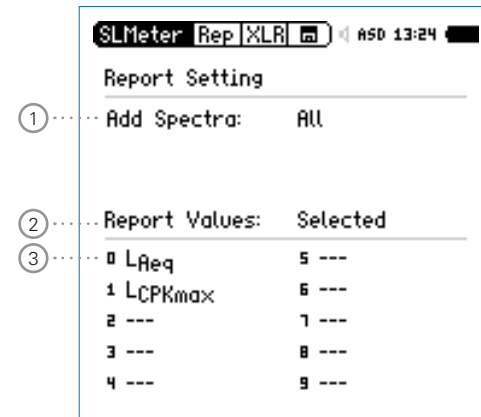 SLMeter Rep XLR ASD 13:24
Report Setting
1 Add Spectra: All
2 Report Values: Selected
3 0 LAeq 5 ---
1 LCPKmax 6 ---
2 --- 7 ---
3 --- 8 ---
4 --- 9 ---